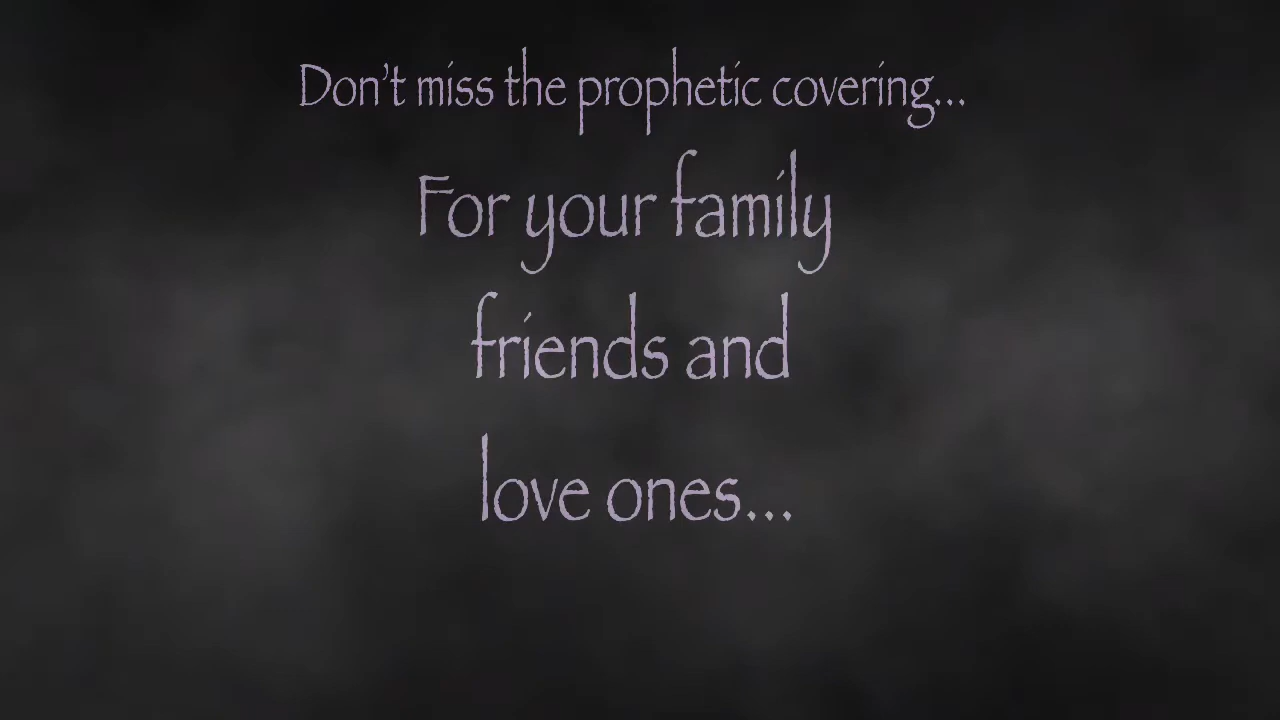 Don't miss the prophetic covering...
For your family
friends and
love ones...